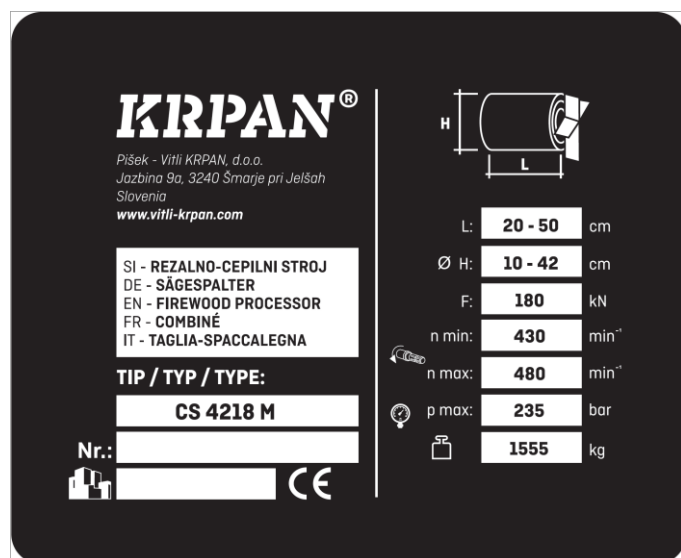 KRPAN®
Pišek - Vitli KRPAN, d.o.o.
Jazbina 9a, 3240 Šmarje pri Jelšah
Slovenia
www.vitli-krpan.com
SI - REZALNO-CEPILNI STROJ
DE - SÄGESPALTER
EN - FIREWOOD PROCESSOR
FR - COMBINÉ
IT - TAGLIA-SPACCALEGNA
TIP / TYP / TYPE:
CS 4218 M
Nr.:
CE
H
L
L: 20 - 50 cm
Ø H: 10 - 42 cm
F: 180 kN
n min: 430 min⁻¹
n max: 480 min⁻¹
p max: 235 bar
1555 kg